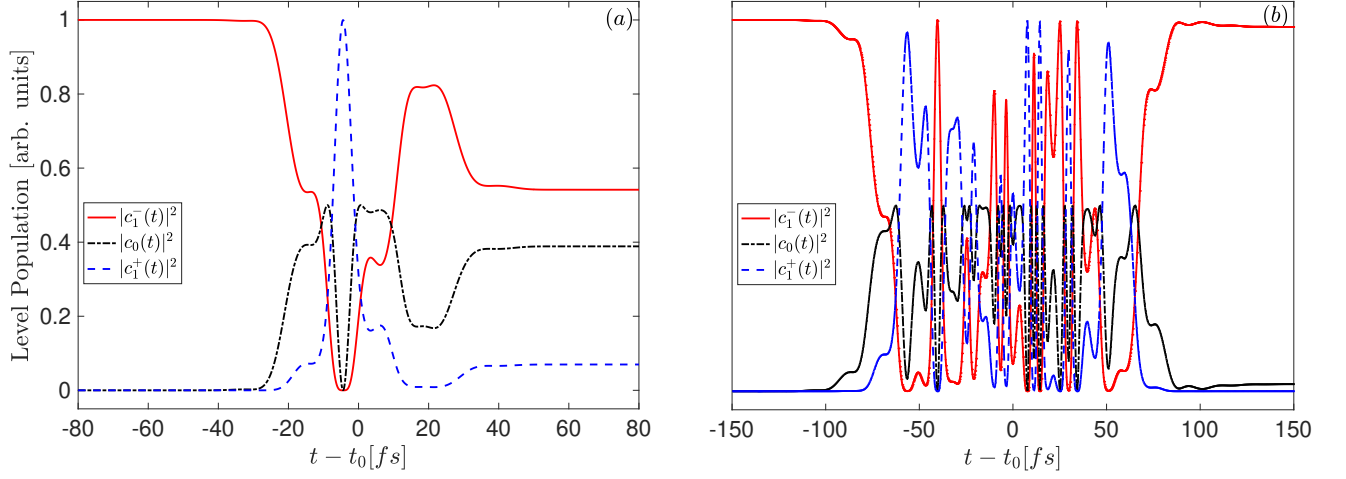 (a)
1
0.8
0.6
0.4
0.2
0
Level Population [arb. units]
|c₁⁻(t)|²
|c₀(t)|²
|c₁⁺(t)|²
-80 -60 -40 -20 0 20 40 60 80
t − t₀[fs]
(b)
|c₁⁻(t)|²
|c₀(t)|²
|c₁⁺(t)|²
-150 -100 -50 0 50 100 150
t − t₀[fs]